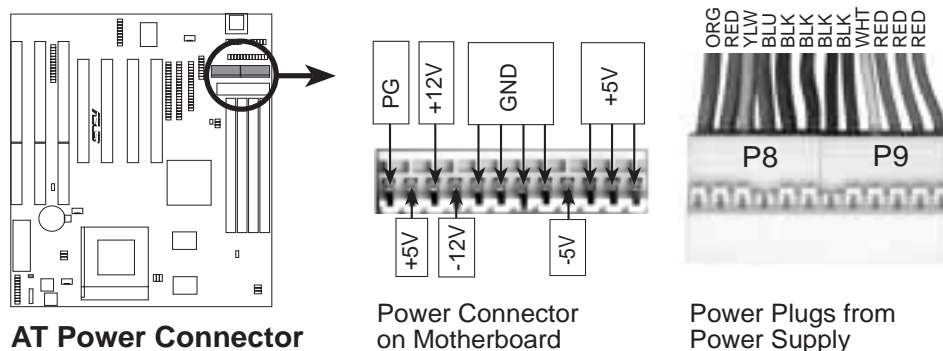 PG
+12V
GND
+5V
+5V
-12V
-5V
ORG
RED
YLW
BLU
BLK
BLK
BLK
BLK
WHT
RED
RED
RED
P8
P9
AT Power Connector
Power Connector
on Motherboard
Power Plugs from
Power Supply